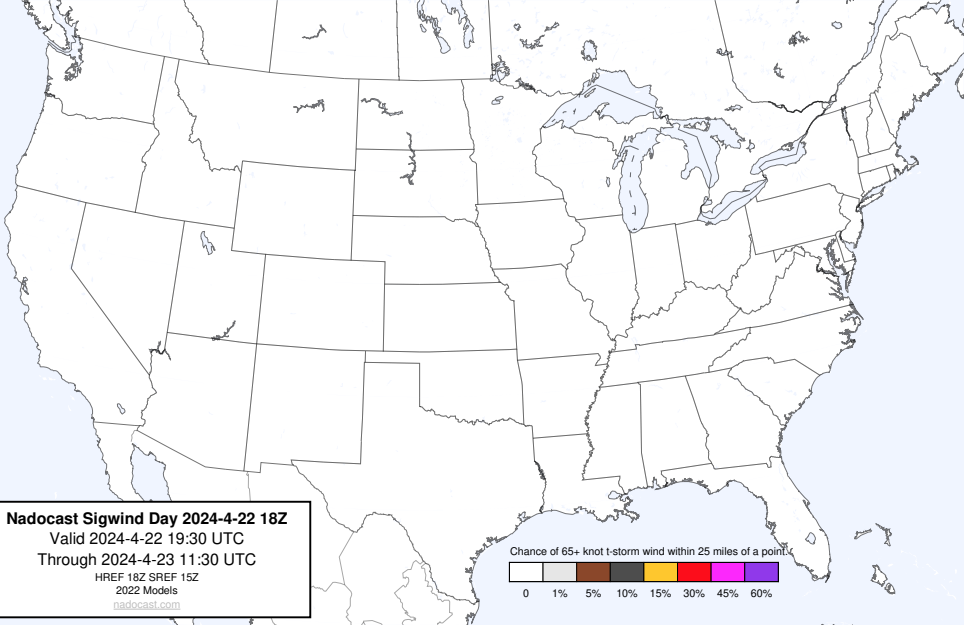 Nadocast Sigwind Day 2024-4-22 18Z
Valid 2024-4-22 19:30 UTC
Through 2024-4-23 11:30 UTC
HREF 18Z SREF 15Z
2022 Models
nadocast.com
Chance of 65+ knot t-storm wind within 25 miles of a point.
0 1% 5% 10% 15% 30% 45% 60%